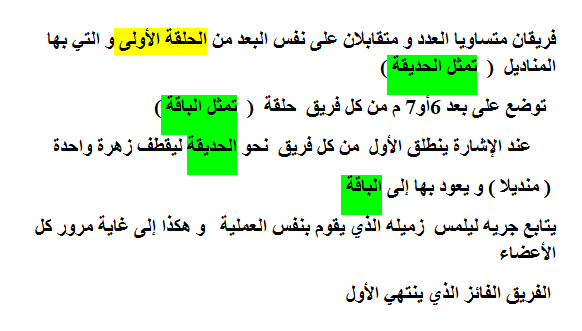 فريقان متساويا العدد و متقابلان على نفس البعد من الحلقة الأولى و التي بها
المناديل ( تمثل الحديقة )
توضع على بعد 6أو7 م من كل فريق حلقة ( تمثل الباقة )
عند الإشارة ينطلق الأول من كل فريق نحو الحديقة ليقطف زهرة واحدة
( منديلا ) و يعود بها إلى الباقة
يتابع جريه ليلمس زميله الذي يقوم بنفس العملية و هكذا إلى غاية مرور كل
الأعضاء
الفريق الفائز الذي ينتهي الأول